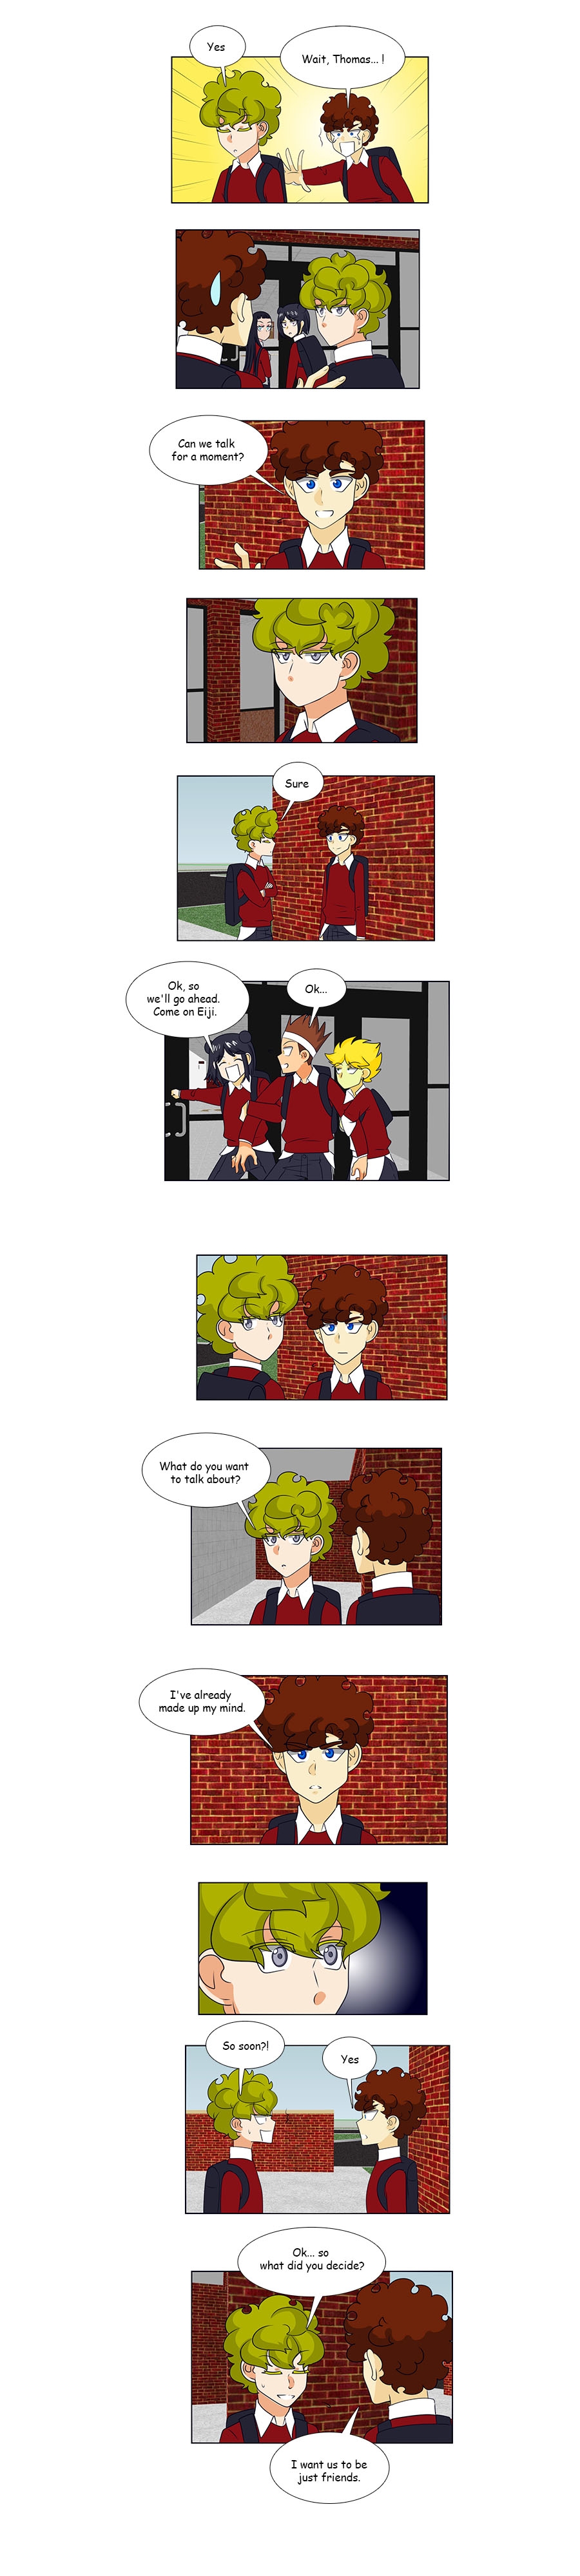 Yes
Wait, Thomas... !
Can we talk
for a moment?
Sure
Ok, so
we'll go ahead.
Come on Eiji.
Ok...
What do you want
to talk about?
I've already
made up my mind.
So soon?!
Yes
Ok... so
what did you decide?
I want us to be
just friends.